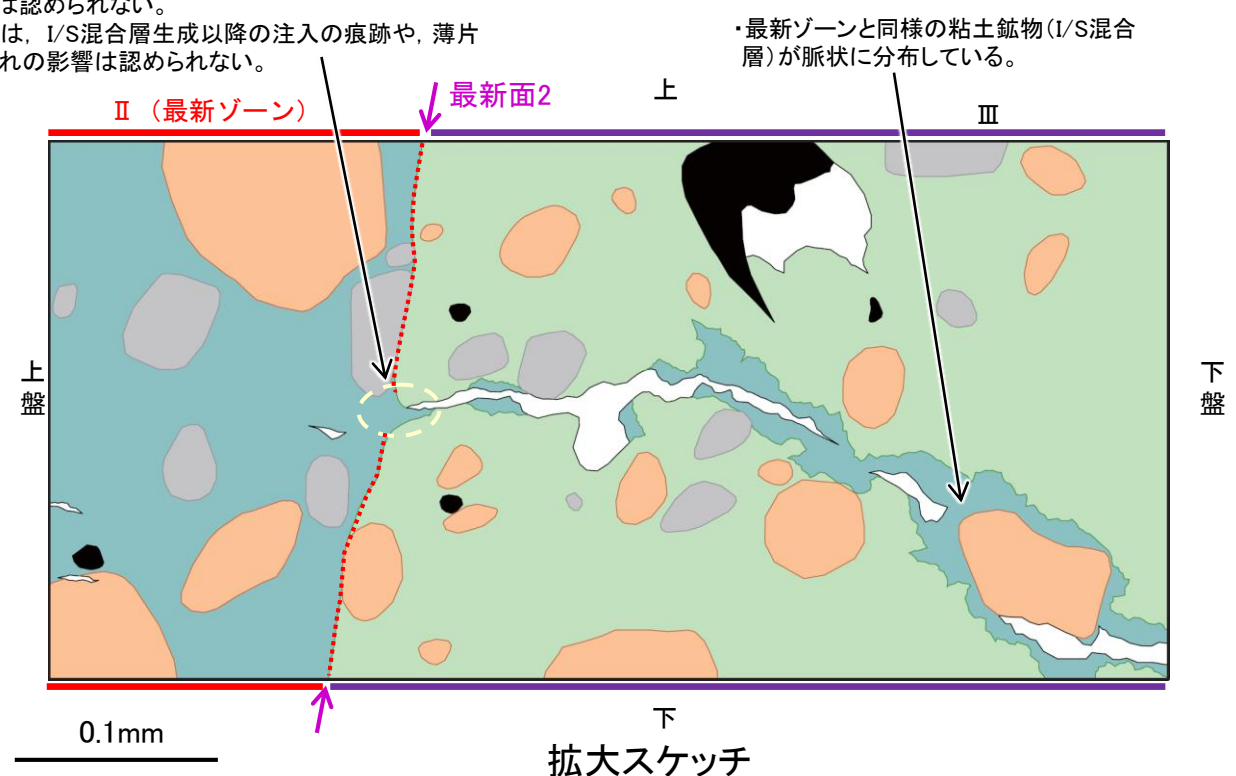 は認められない。
は，I/S混合層生成以降の注入の痕跡や，薄片
れの影響は認められない。
・最新ゾーンと同様の粘土鉱物(I/S混合
層)が脈状に分布している。
Ⅱ （最新ゾーン）
最新面2
上
Ⅲ
上
盤
下
盤
0.1mm
下
拡大スケッチ